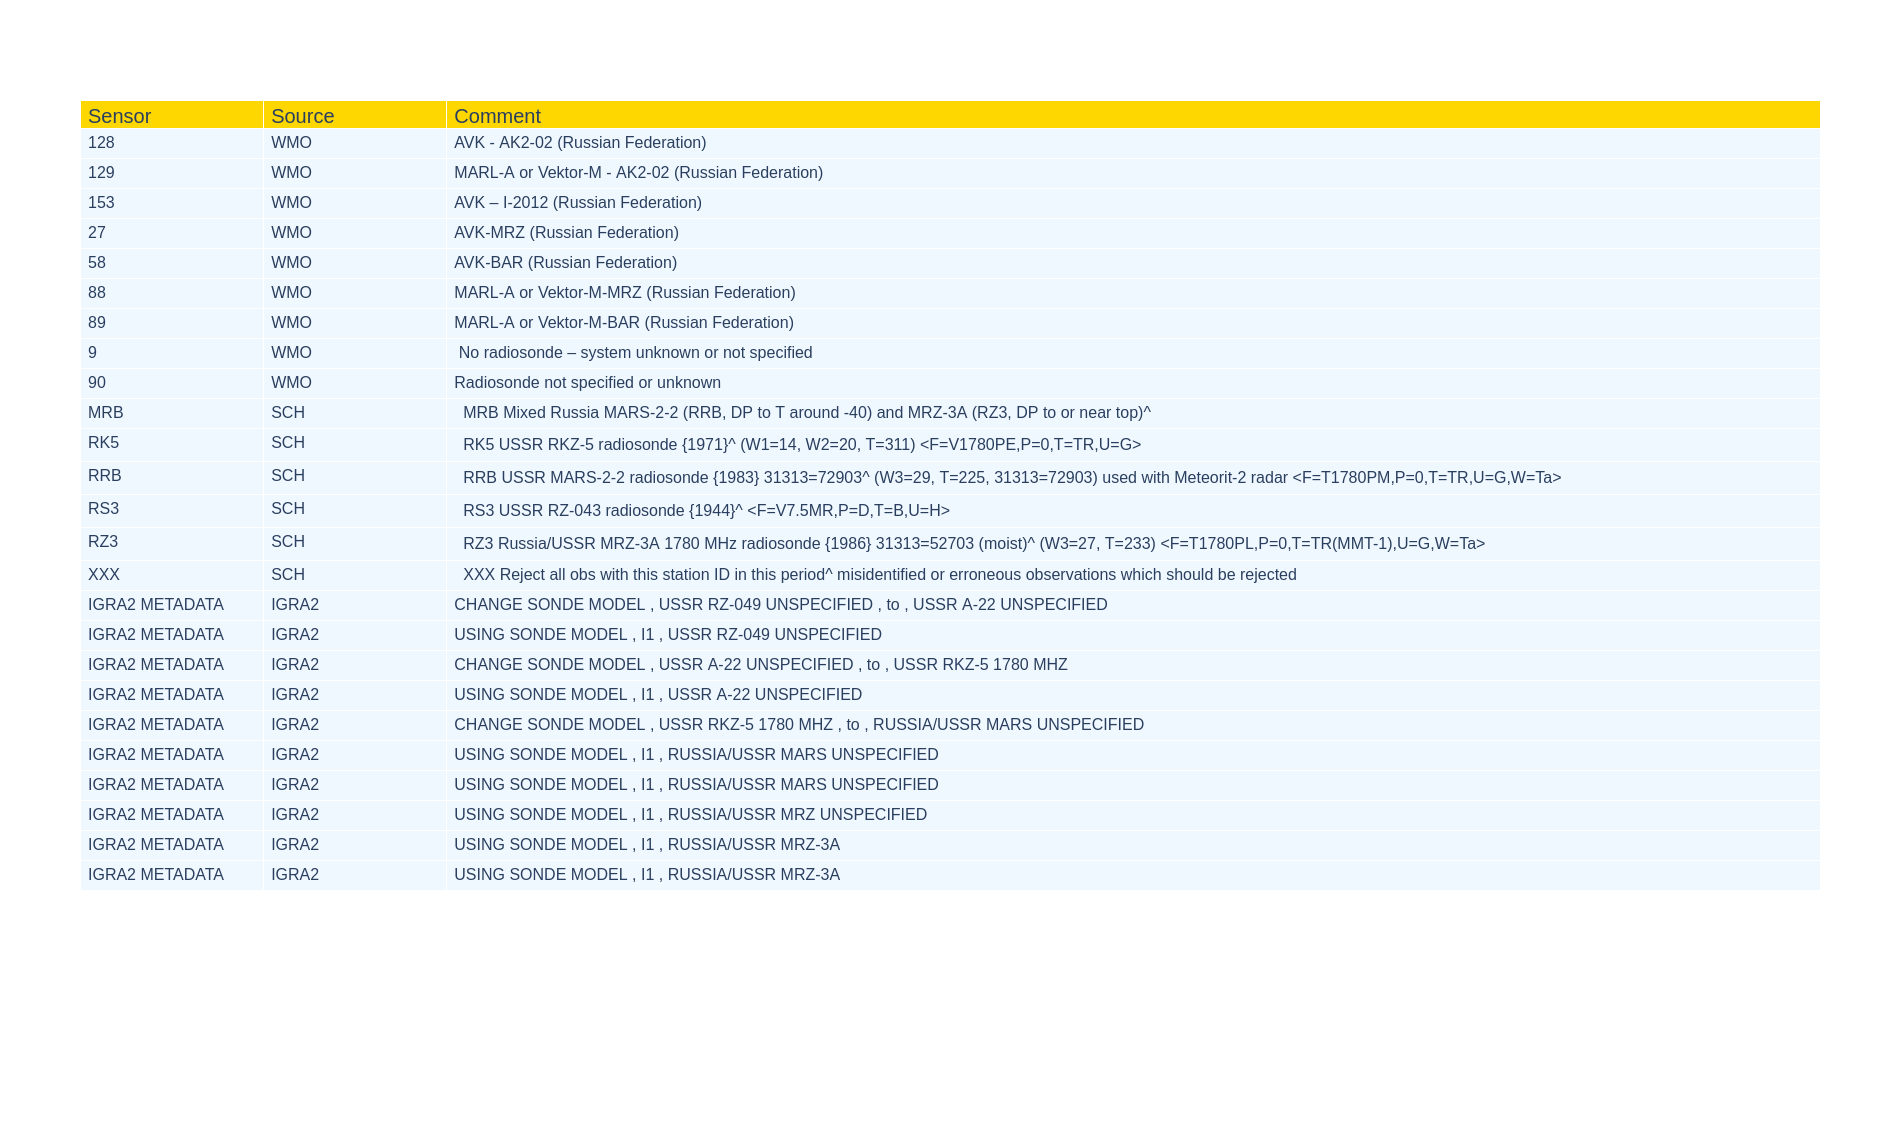 Sensor Source Comment
128 WMO AVK - AK2-02 (Russian Federation)
129 WMO MARL-A or Vektor-M - AK2-02 (Russian Federation)
153 WMO AVK – I-2012 (Russian Federation)
27 WMO AVK-MRZ (Russian Federation)
58 WMO AVK-BAR (Russian Federation)
88 WMO MARL-A or Vektor-M-MRZ (Russian Federation)
89 WMO MARL-A or Vektor-M-BAR (Russian Federation)
9 WMO No radiosonde – system unknown or not specified
90 WMO Radiosonde not specified or unknown
MRB SCH MRB Mixed Russia MARS-2-2 (RRB, DP to T around -40) and MRZ-3A (RZ3, DP to or near top)^
RK5 SCH RK5 USSR RKZ-5 radiosonde {1971}^ (W1=14, W2=20, T=311) <F=V1780PE,P=0,T=TR,U=G>
RRB SCH RRB USSR MARS-2-2 radiosonde {1983} 31313=72903^ (W3=29, T=225, 31313=72903) used with Meteorit-2 radar <F=T1780PM,P=0,T=TR,U=G,W=Ta>
RS3 SCH RS3 USSR RZ-043 radiosonde {1944}^ <F=V7.5MR,P=D,T=B,U=H>
RZ3 SCH RZ3 Russia/USSR MRZ-3A 1780 MHz radiosonde {1986} 31313=52703 (moist)^ (W3=27, T=233) <F=T1780PL,P=0,T=TR(MMT-1),U=G,W=Ta>
XXX SCH XXX Reject all obs with this station ID in this period^ misidentified or erroneous observations which should be rejected
IGRA2 METADATA IGRA2 CHANGE SONDE MODEL , USSR RZ-049 UNSPECIFIED , to , USSR A-22 UNSPECIFIED
IGRA2 METADATA IGRA2 USING SONDE MODEL , I1 , USSR RZ-049 UNSPECIFIED
IGRA2 METADATA IGRA2 CHANGE SONDE MODEL , USSR A-22 UNSPECIFIED , to , USSR RKZ-5 1780 MHZ
IGRA2 METADATA IGRA2 USING SONDE MODEL , I1 , USSR A-22 UNSPECIFIED
IGRA2 METADATA IGRA2 CHANGE SONDE MODEL , USSR RKZ-5 1780 MHZ , to , RUSSIA/USSR MARS UNSPECIFIED
IGRA2 METADATA IGRA2 USING SONDE MODEL , I1 , RUSSIA/USSR MARS UNSPECIFIED
IGRA2 METADATA IGRA2 USING SONDE MODEL , I1 , RUSSIA/USSR MARS UNSPECIFIED
IGRA2 METADATA IGRA2 USING SONDE MODEL , I1 , RUSSIA/USSR MRZ UNSPECIFIED
IGRA2 METADATA IGRA2 USING SONDE MODEL , I1 , RUSSIA/USSR MRZ-3A
IGRA2 METADATA IGRA2 USING SONDE MODEL , I1 , RUSSIA/USSR MRZ-3A